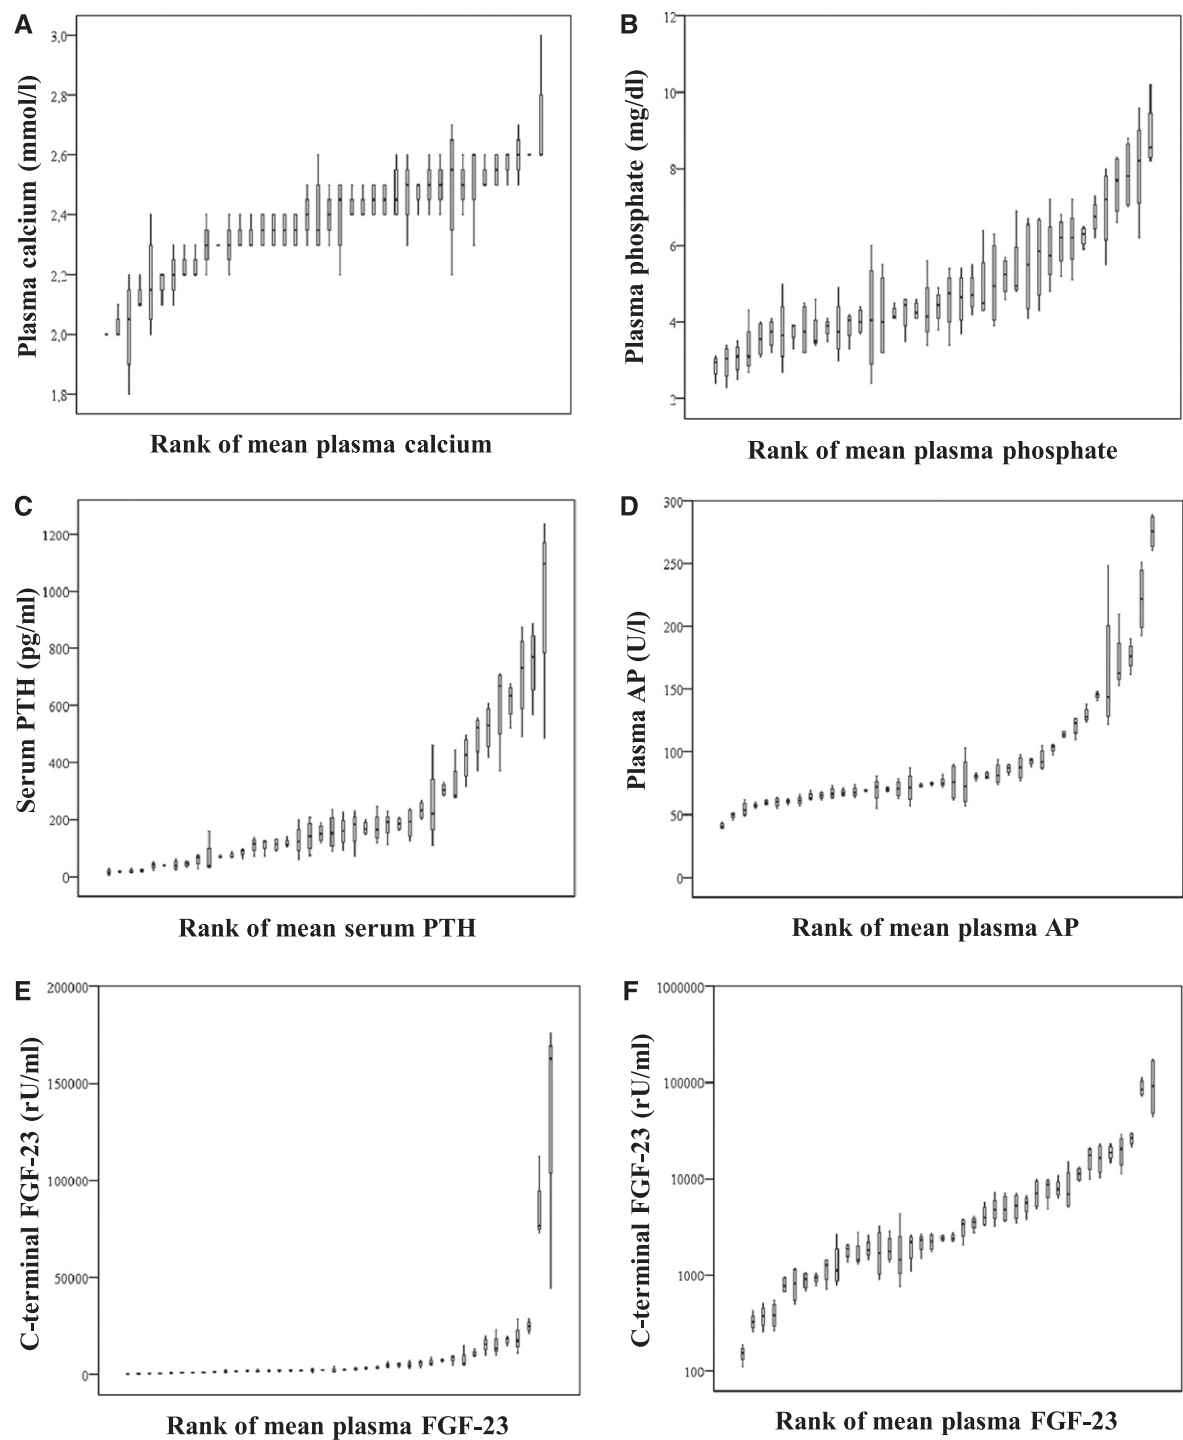 A
Plasma calcium (mmol/l)
3,0
2,8
2,6
2,4
2,2
2,0
1,8
Rank of mean plasma calcium
B
Plasma phosphate (mg/dl)
12
10
8
6
4
2
Rank of mean plasma phosphate
C
Serum PTH (pg/ml)
1200
1000
800
600
400
200
0
Rank of mean serum PTH
D
Plasma AP (U/l)
300
250
200
150
100
50
0
Rank of mean plasma AP
E
C-terminal FGF-23 (rU/ml)
200000
150000
100000
50000
0
Rank of mean plasma FGF-23
F
C-terminal FGF-23 (rU/ml)
1000000
100000
10000
1000
100
Rank of mean plasma FGF-23